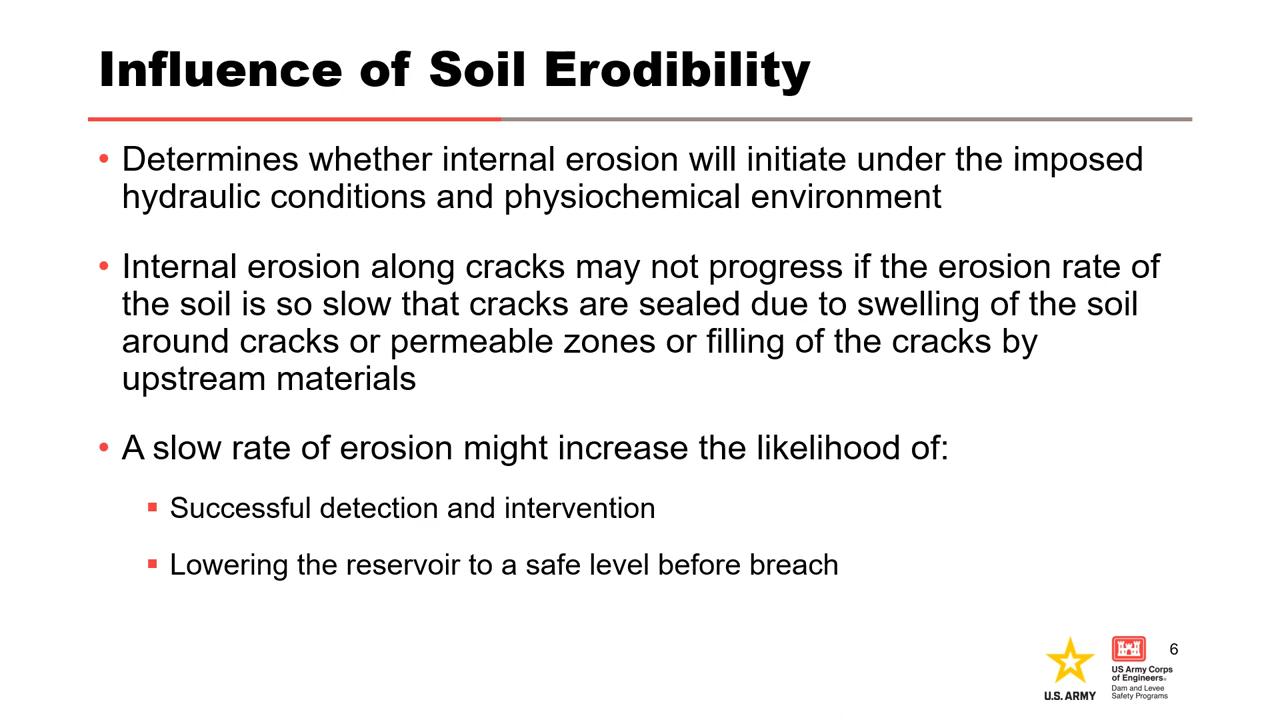 Influence of Soil Erodibility
• Determines whether internal erosion will initiate under the imposed
hydraulic conditions and physiochemical environment
• Internal erosion along cracks may not progress if the erosion rate of
the soil is so slow that cracks are sealed due to swelling of the soil
around cracks or permeable zones or filling of the cracks by
upstream materials
• A slow rate of erosion might increase the likelihood of:
▪ Successful detection and intervention
▪ Lowering the reservoir to a safe level before breach
6
U.S. ARMY
US Army Corps
of Engineers®
Dam and Levee
Safety Programs